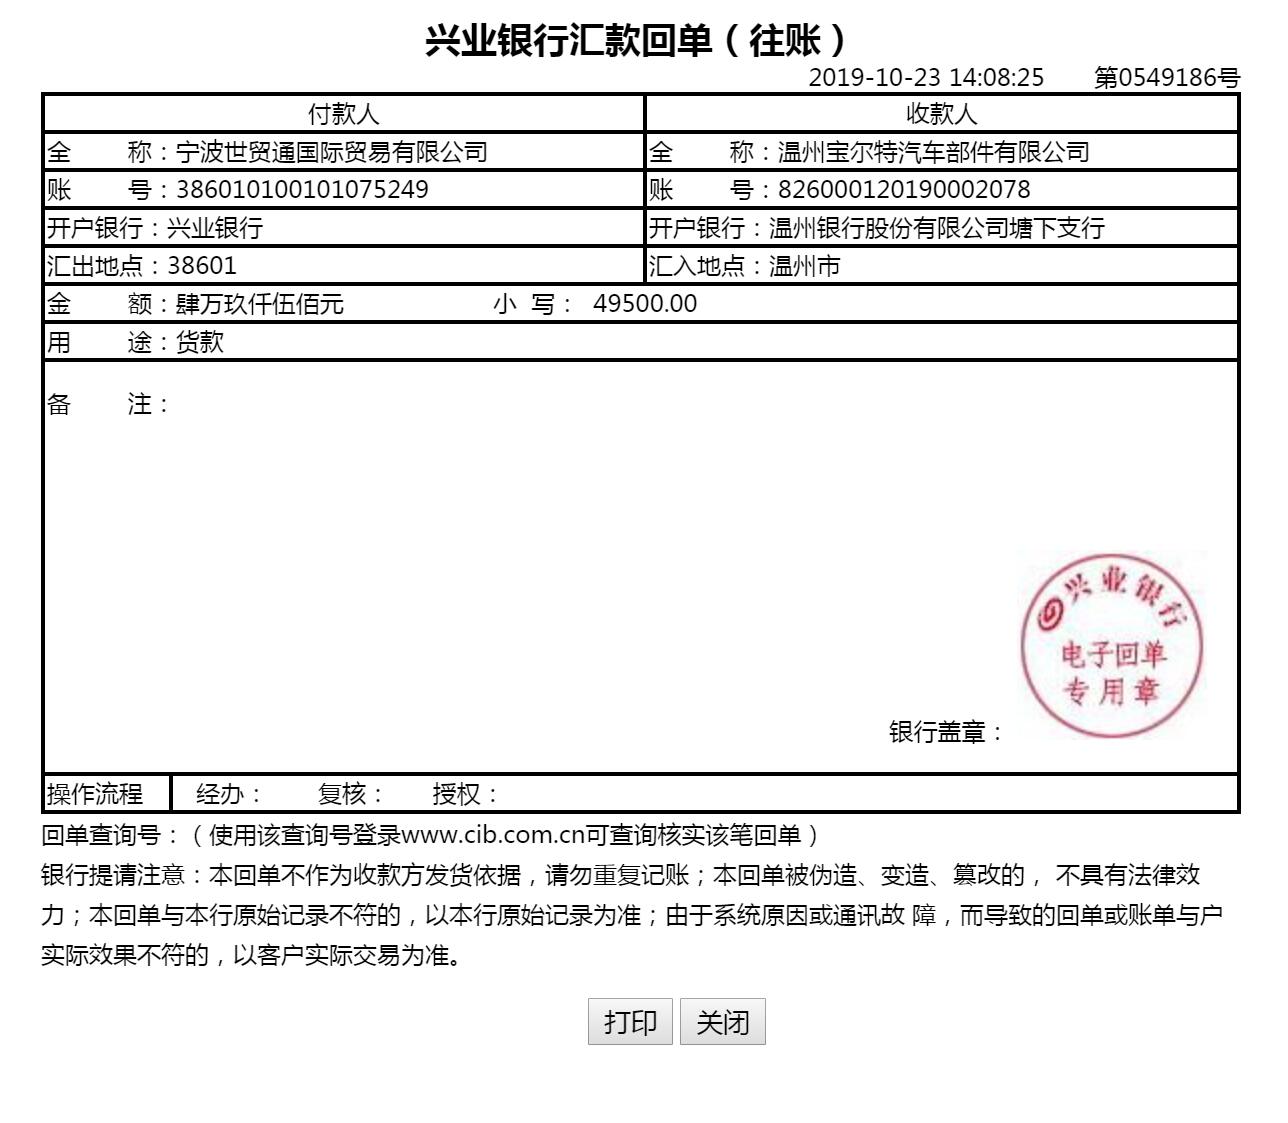 兴业银行汇款回单（往账）
2019-10-23 14:08:25 第0549186号
付款人 收款人
全 称：宁波世贸通国际贸易有限公司 全 称：温州宝尔特汽车部件有限公司
账 号：386010100101075249 账 号：826000120190002078
开户银行：兴业银行 开户银行：温州银行股份有限公司塘下支行
汇出地点：38601 汇入地点：温州市
金 额：肆万玖仟伍佰元 小 写： 49500.00
用 途：货款
备 注：
兴业银行
电子回单
专用章
银行盖章：
操作流程 经办： 复核： 授权：
回单查询号：（使用该查询号登录www.cib.com.cn可查询核实该笔回单）
银行提请注意：本回单不作为收款方发货依据，请勿重复记账；本回单被伪造、变造、篡改的， 不具有法律效
力；本回单与本行原始记录不符的，以本行原始记录为准；由于系统原因或通讯故 障，而导致的回单或账单与户
实际效果不符的，以客户实际交易为准。
打印 关闭